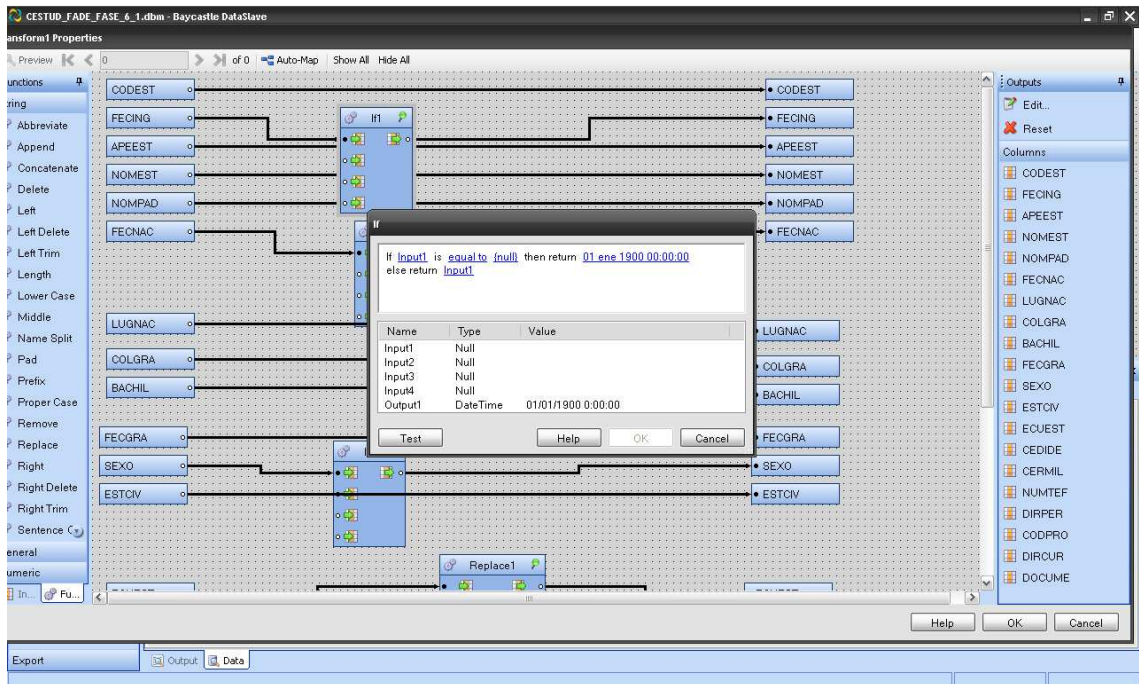 CESTUD_FADE_FASE_6_1.dbm - Baycastle DataSlave
ansform1 Properties
Preview 0 of 0 Auto-Map Show All Hide All
unctions
tring
Abbreviate
Append
Concatenate
Delete
Left
Left Delete
Left Trim
Length
Lower Case
Middle
Name Split
Pad
Prefix
Proper Case
Remove
Replace
Right
Right Delete
Right Trim
Sentence C
eneral
umeric
In... Fu...
CODEST
FECING
APEEST
NOMEST
NOMPAD
FECNAC
LUGNAC
COLGRA
BACHIL
FECGRA
SEXO
ESTCIV
If1
Replace1
CODEST
FECING
APEEST
NOMEST
NOMPAD
FECNAC
LUGNAC
COLGRA
BACHIL
FECGRA
SEXO
ESTCIV
If
If Input1 is equal to {null} then return 01 ene 1900 00:00:00
else return Input1
Name Type Value
Input1 Null
Input2 Null
Input3 Null
Input4 Null
Output1 DateTime 01/01/1900 0:00:00
Test Help OK Cancel
Outputs
Edit...
Reset
Columns
CODEST
FECING
APEEST
NOMEST
NOMPAD
FECNAC
LUGNAC
COLGRA
BACHIL
FECGRA
SEXO
ESTCIV
ECUEST
CEDIDE
CERMIL
NUMTEF
DIRPER
CODPRO
DIRCUR
DOCUME
Help OK Cancel
Export Output Data